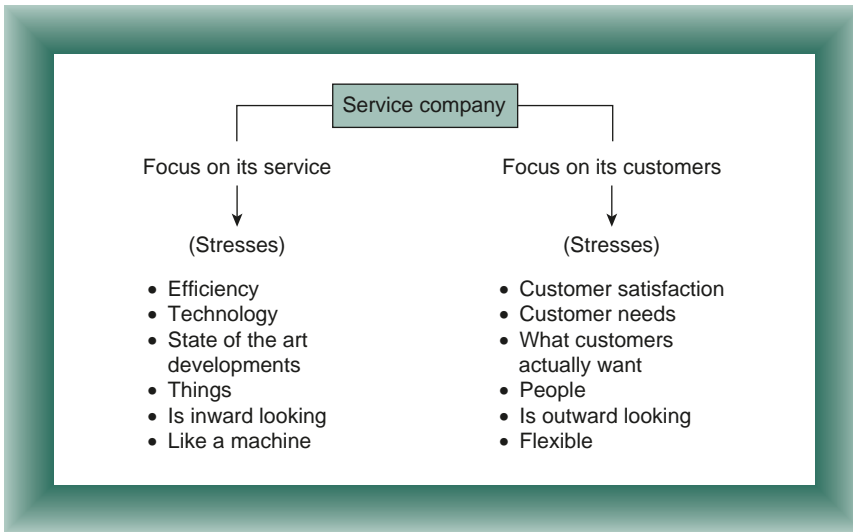 Service company
Focus on its service
(Stresses)
• Efficiency
• Technology
• State of the art
developments
• Things
• Is inward looking
• Like a machine
Focus on its customers
(Stresses)
• Customer satisfaction
• Customer needs
• What customers
actually want
• People
• Is outward looking
• Flexible